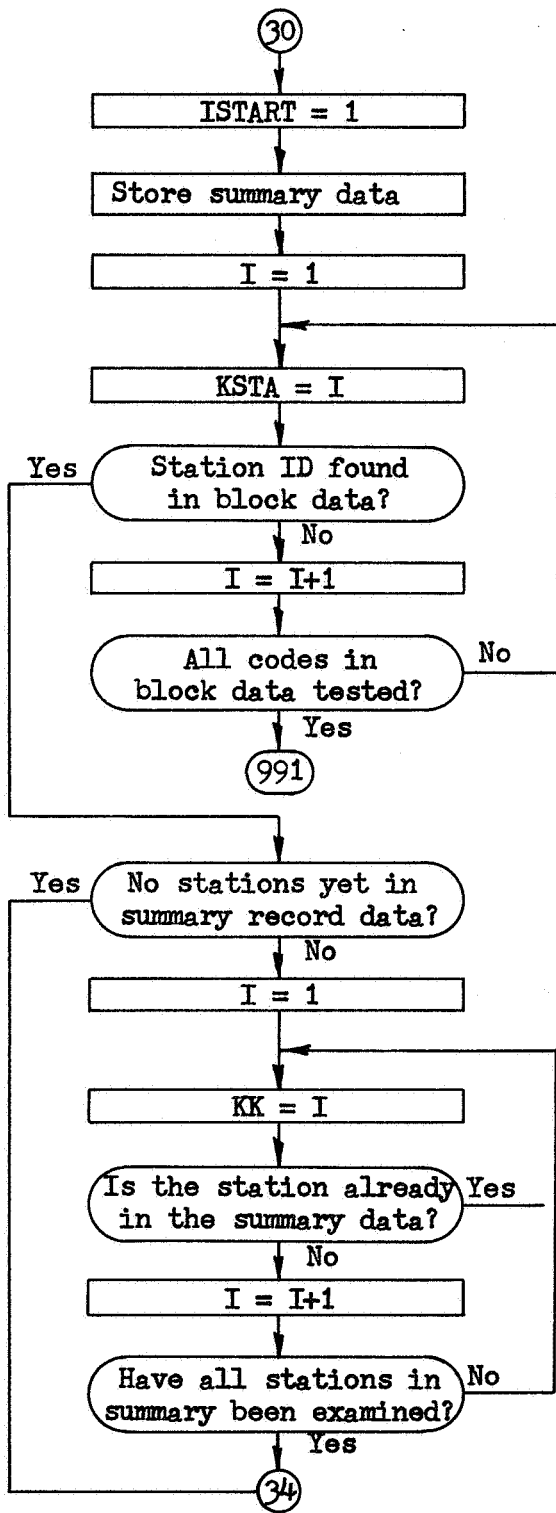 30
ISTART = 1
Store summary data
I = 1
KSTA = I
Yes
Station ID found
in block data?
No
I = I+1
All codes in
block data tested?
No
Yes
991
Yes
No stations yet in
summary record data?
No
I = 1
KK = I
Is the station already
in the summary data?
Yes
No
I = I+1
Have all stations in
summary been examined?
No
Yes
34